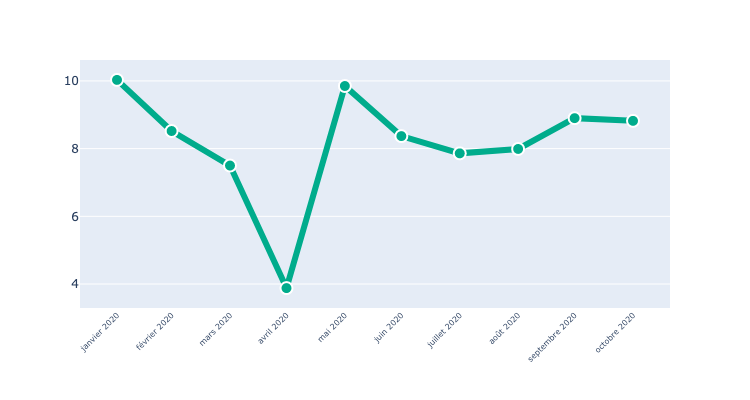 10
8
6
4
janvier 2020
février 2020
mars 2020
avril 2020
mai 2020
juin 2020
juillet 2020
août 2020
septembre 2020
octobre 2020